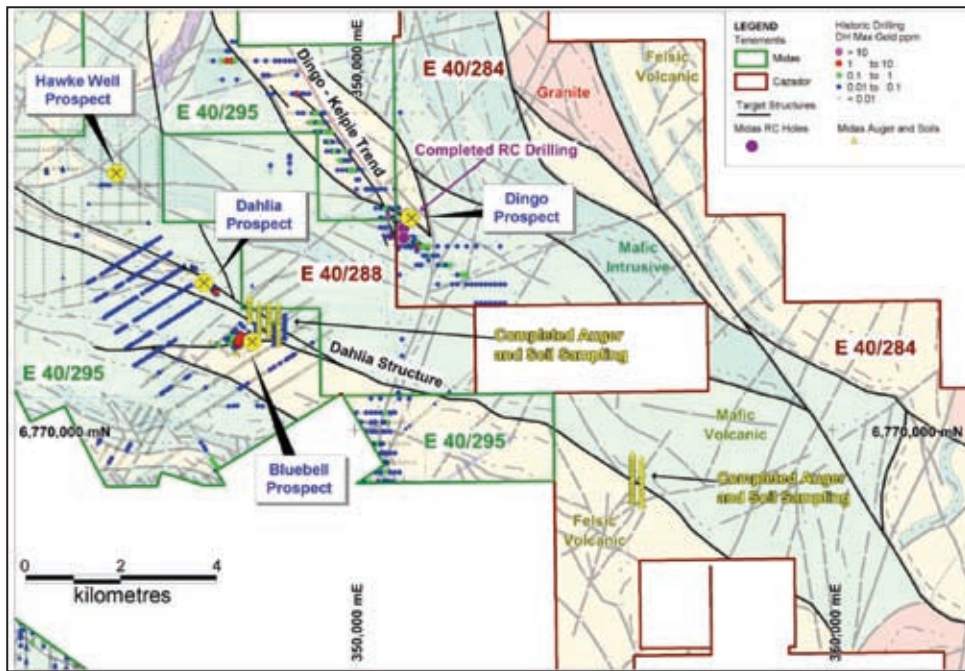 Hawke Well
Prospect
E 40/295
Dingo - Kelpie Trend
350,000 mE
E 40/284
Granite
Felsic
Volcanic
LEGEND
Tenements
Midas
Cazador
Target Structures
Midas RC Holes
Historic Drilling
DH Max Gold ppm
> 10
1 to 10
0.1 to 1
0.01 to 0.1
< 0.01
Midas Auger and Soils
Completed RC Drilling
Dahlia
Prospect
Dingo
Prospect
E 40/288
Mafic
Intrusive
Completed Auger
and Soil Sampling
E 40/284
E 40/295
Dahlia Structure
6,770,000 mN
E 40/295
Mafic
Volcanic
6,770,000 mN
Bluebell
Prospect
Completed Auger
and Soil Sampling
Felsic
Volcanic
0 2 4
kilometres
350,000 mE
360,000 mE